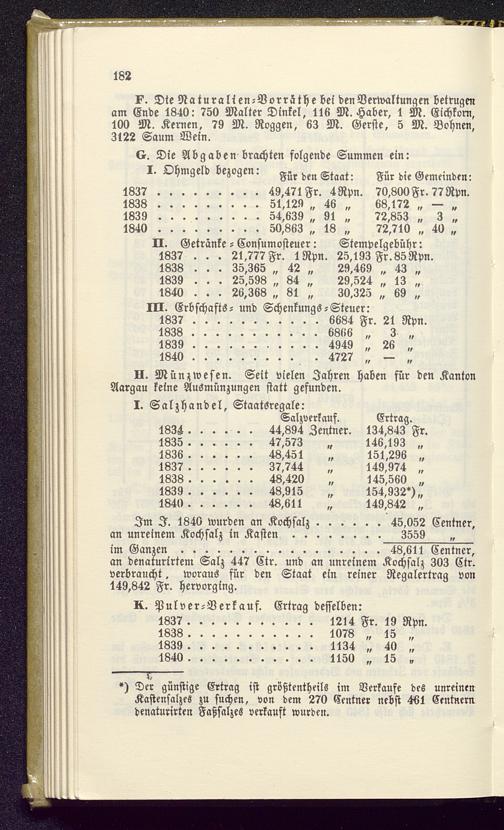 182
F. Die Naturalien-Vorräthe bei den Verwaltungen betrugen
am Ende 1840: 750 Malter Dinkel, 116 M. Haber, 1 M. Eichkorn,
100 M. Kernen, 79 M. Roggen, 63 M. Gerste, 5 M. Bohnen,
3122 Saum Wein.
G. Die Abgaben brachten folgende Summen ein:
I. Ohmgeld bezogen:
Für den Staat: Für die Gemeinden:
1837 . . . . . . . . . 49,471 Fr. 4 Rpn. 70,800 Fr. 77 Rpn.
1838 . . . . . . . . . 51,129 „ 46 „ 68,172 „ — „
1839 . . . . . . . . . 54,639 „ 91 „ 72,853 „ 3 „
1840 . . . . . . . . . 50,863 „ 18 „ 72,710 „ 40 „
II. Getränke-Consumosteuer: Stempelgebühr:
1837 . . . 21,777 Fr. 1 Rpn. 25,193 Fr. 85 Rpn.
1838 . . . 35,365 „ 42 „ 29,469 „ 43 „
1839 . . . 25,598 „ 84 „ 29,524 „ 13 „
1840 . . . 26,368 „ 81 „ 30,325 „ 69 „
III. Erbschafts- und Schenkungs-Steuer:
1837 . . . . . . . . . . . 6684 Fr. 21 Rpn.
1838 . . . . . . . . . . . 6866 „ 3 „
1839 . . . . . . . . . . . 4949 „ 26 „
1840 . . . . . . . . . . . 4727 „ — „
H. Münzwesen. Seit vielen Jahren haben für den Kanton
Aargau keine Ausmünzungen statt gefunden.
I. Salzhandel, Staatsregale:
Salzverkauf. Ertrag.
1834 . . . . . . 44,894 Zentner. 134,843 Fr.
1835 . . . . . . 47,573 „ 146,193 „
1836 . . . . . . 48,451 „ 151,296 „
1837 . . . . . . 37,744 „ 149,974 „
1838 . . . . . . 48,420 „ 145,560 „
1839 . . . . . . 48,915 „ 154,932*) „
1840 . . . . . . 48,611 „ 149,842 „
Im J. 1840 wurden an Kochsalz . . . . . . 45,052 Centner,
an unreinem Kochsalz in Kasten . . . . . . . . 3559 „
im Ganzen . . . . . . . . . . . . . . . 48,611 Centner,
an denaturirtem Salz 447 Ctr. und an unreinem Kochsalz 303 Ctr.
verbraucht, woraus für den Staat ein reiner Regalertrag von
149,842 Fr. hervorging.
K. Pulver-Verkauf. Ertrag desselben:
1837 . . . . . . . . . . . 1214 Fr. 19 Rpn.
1838 . . . . . . . . . . . 1078 „ 15 „
1839 . . . . . . . . . . . 1134 „ 40 „
1840 . . . . . . . . . . . 1150 „ 15 „
*) Der günstige Ertrag ist größtentheils im Verkaufe des unreinen
Kastensalzes zu suchen, von dem 270 Centner nebst 461 Centnern
denaturirten Faßsalzes verkauft wurden.